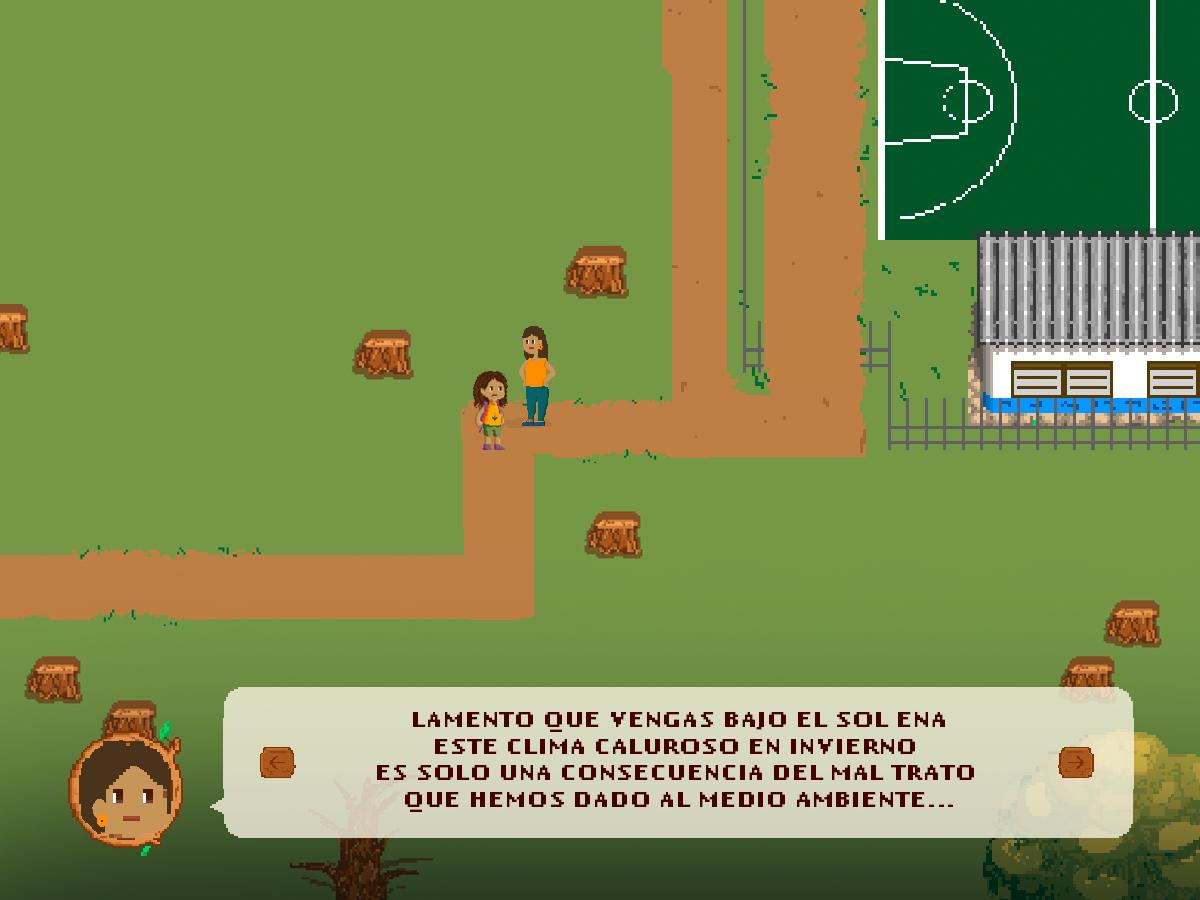 LAMENTO QUE VENGAS BAJO EL SOL ENA
ESTE CLIMA CALUROSO EN INVIERNO
ES SOLO UNA CONSECUENCIA DEL MAL TRATO
QUE HEMOS DADO AL MEDIO AMBIENTE...